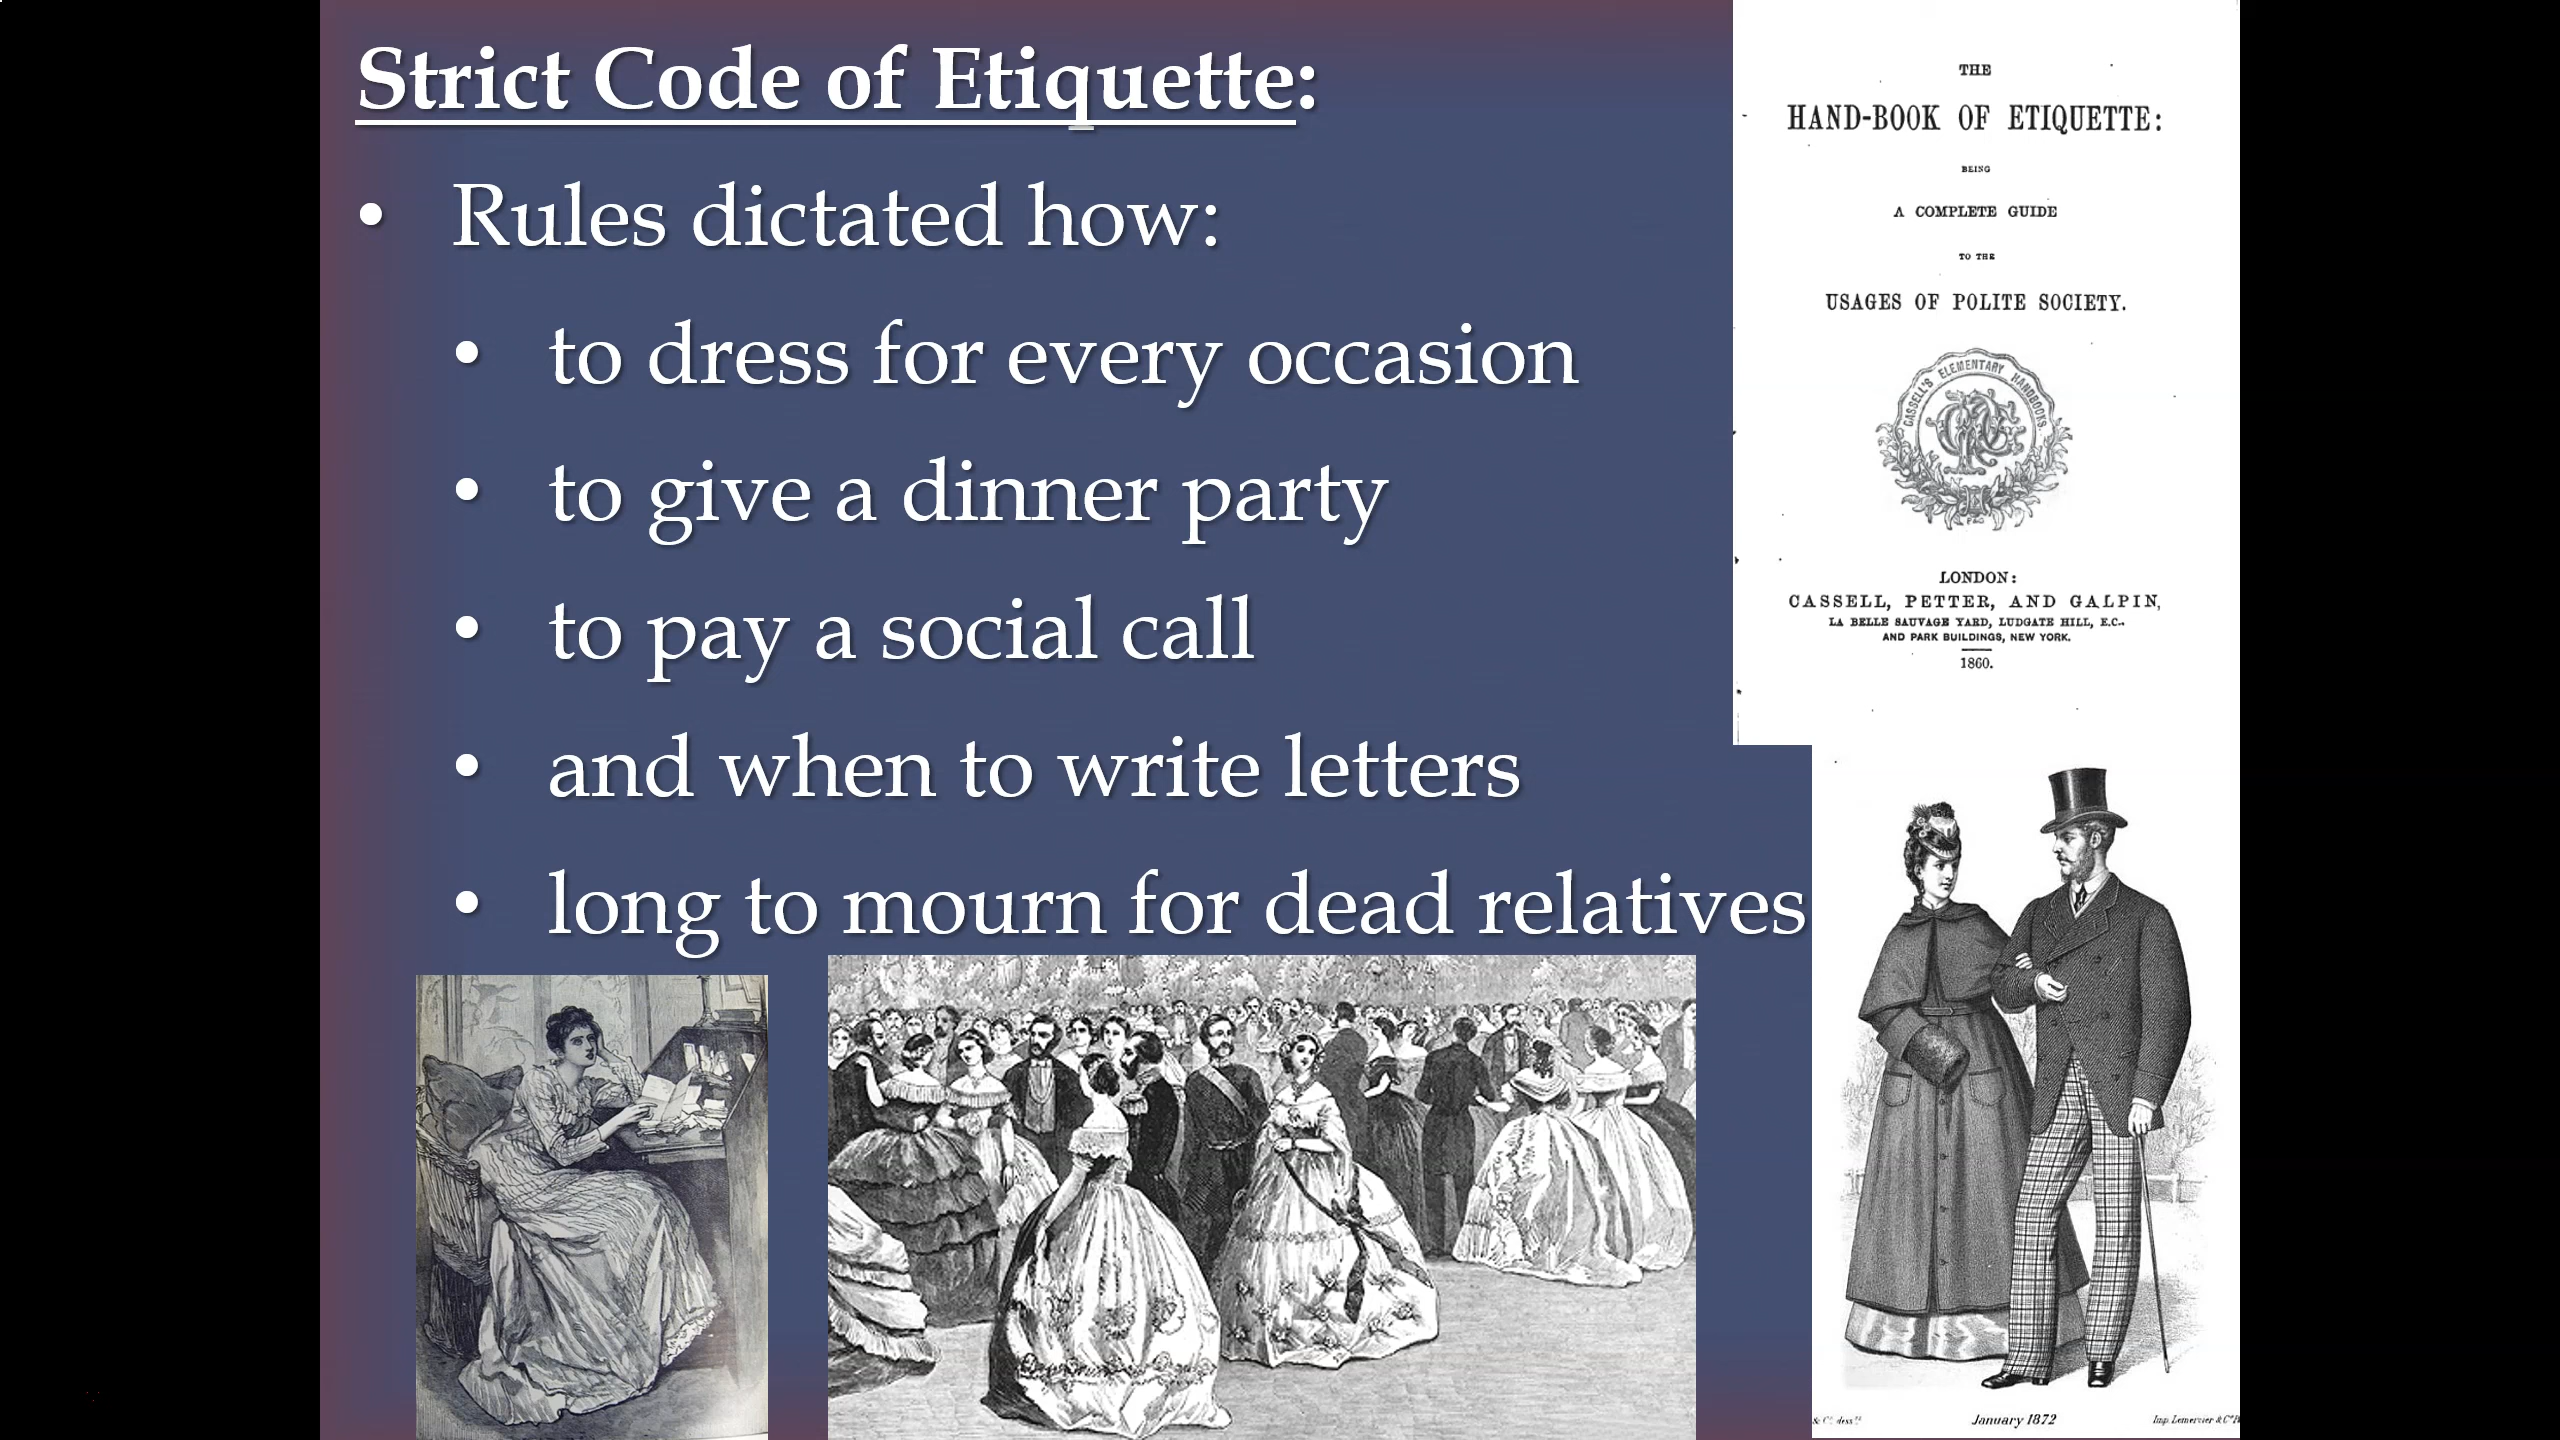 Strict Code of Etiquette:
• Rules dictated how:
• to dress for every occasion
• to give a dinner party
• to pay a social call
• and when to write letters
• long to mourn for dead relatives
THE
HAND-BOOK OF ETIQUETTE:
BEING
A COMPLETE GUIDE
TO THE
USAGES OF POLITE SOCIETY.
CASSELL'S ELEMENTARY HANDBOOKS.
LONDON:
CASSELL, PETTER, AND GALPIN,
LA BELLE SAUVAGE YARD, LUDGATE HILL, E.C.
AND PARK BUILDINGS, NEW YORK.
1860.
January 1872
Imp. Lemercier & Cº